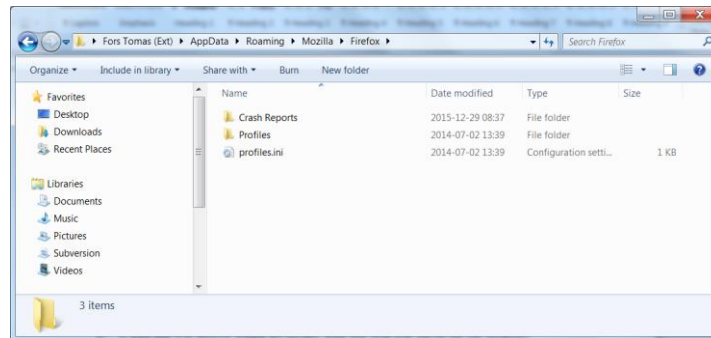 Fors Tomas (Ext) AppData Roaming Mozilla Firefox Search Firefox
Organize Include in library Share with Burn New folder
Favorites
Desktop
Downloads
Recent Places
Libraries
Documents
Music
Pictures
Subversion
Videos
Name Date modified Type Size
Crash Reports 2015-12-29 08:37 File folder
Profiles 2014-07-02 13:39 File folder
profiles.ini 2014-07-02 13:39 Configuration setti... 1 KB
3 items